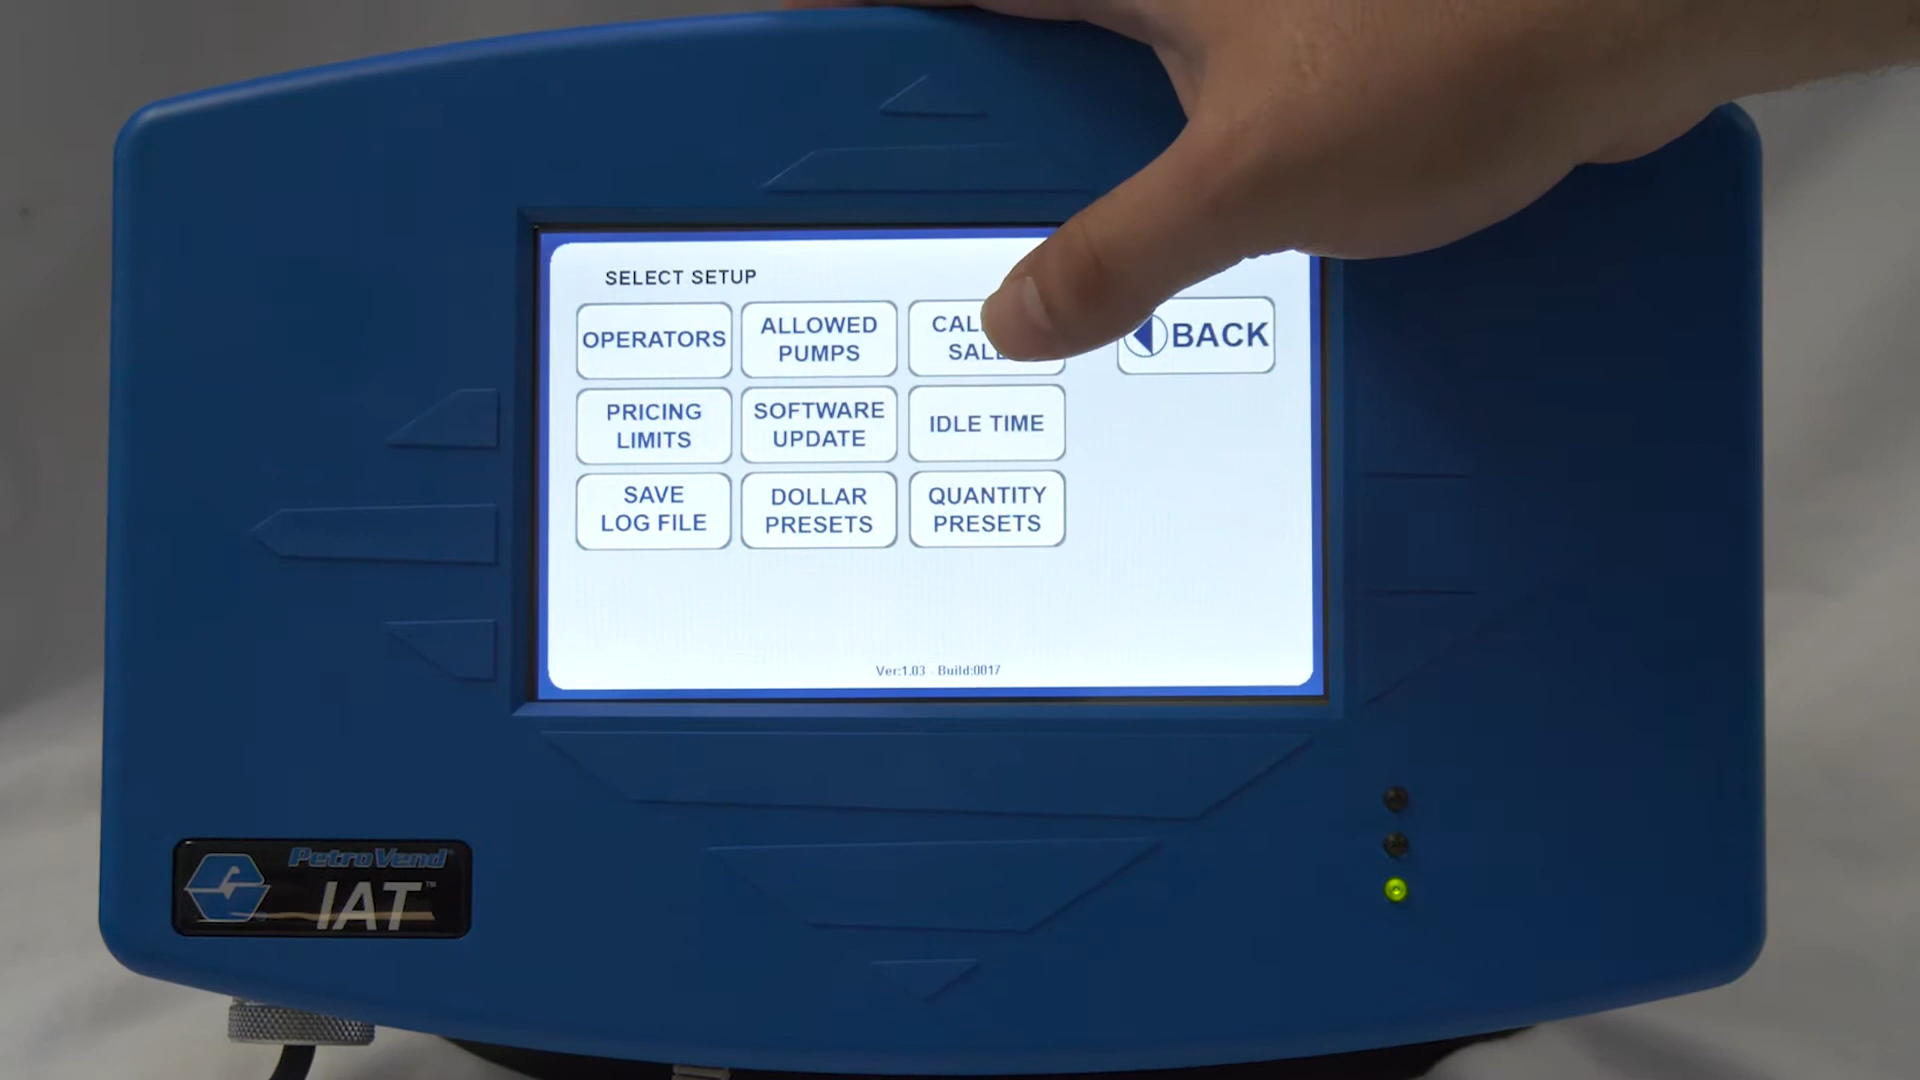 SELECT SETUP
OPERATORS
ALLOWED
PUMPS
BACK
PRICING
LIMITS
SOFTWARE
UPDATE
IDLE TIME
SAVE
LOG FILE
DOLLAR
PRESETS
QUANTITY
PRESETS
Ver:1.03 - Build:0017
PetroVend
IAT™